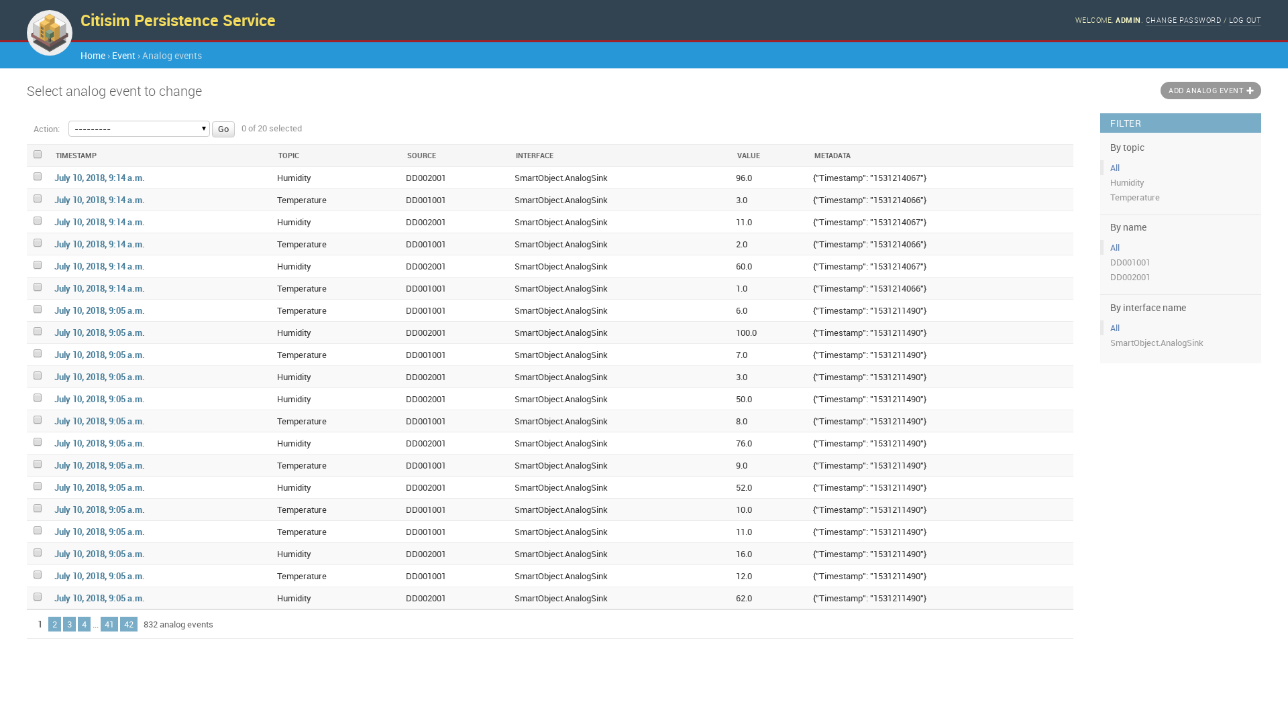 Citisim Persistence Service
WELCOME, ADMIN. CHANGE PASSWORD / LOG OUT
Home › Event › Analog events
Select analog event to change
ADD ANALOG EVENT +
Action: --------- Go 0 of 20 selected
TIMESTAMP TOPIC SOURCE INTERFACE VALUE METADATA
July 10, 2018, 9:14 a.m. Humidity DD002001 SmartObject.AnalogSink 96.0 {"Timestamp": "1531214067"}
July 10, 2018, 9:14 a.m. Temperature DD001001 SmartObject.AnalogSink 3.0 {"Timestamp": "1531214066"}
July 10, 2018, 9:14 a.m. Humidity DD002001 SmartObject.AnalogSink 11.0 {"Timestamp": "1531214067"}
July 10, 2018, 9:14 a.m. Temperature DD001001 SmartObject.AnalogSink 2.0 {"Timestamp": "1531214066"}
July 10, 2018, 9:14 a.m. Humidity DD002001 SmartObject.AnalogSink 60.0 {"Timestamp": "1531214067"}
July 10, 2018, 9:14 a.m. Temperature DD001001 SmartObject.AnalogSink 1.0 {"Timestamp": "1531214066"}
July 10, 2018, 9:05 a.m. Temperature DD001001 SmartObject.AnalogSink 6.0 {"Timestamp": "1531211490"}
July 10, 2018, 9:05 a.m. Humidity DD002001 SmartObject.AnalogSink 100.0 {"Timestamp": "1531211490"}
July 10, 2018, 9:05 a.m. Temperature DD001001 SmartObject.AnalogSink 7.0 {"Timestamp": "1531211490"}
July 10, 2018, 9:05 a.m. Humidity DD002001 SmartObject.AnalogSink 3.0 {"Timestamp": "1531211490"}
July 10, 2018, 9:05 a.m. Humidity DD002001 SmartObject.AnalogSink 50.0 {"Timestamp": "1531211490"}
July 10, 2018, 9:05 a.m. Temperature DD001001 SmartObject.AnalogSink 8.0 {"Timestamp": "1531211490"}
July 10, 2018, 9:05 a.m. Humidity DD002001 SmartObject.AnalogSink 76.0 {"Timestamp": "1531211490"}
July 10, 2018, 9:05 a.m. Temperature DD001001 SmartObject.AnalogSink 9.0 {"Timestamp": "1531211490"}
July 10, 2018, 9:05 a.m. Humidity DD002001 SmartObject.AnalogSink 52.0 {"Timestamp": "1531211490"}
July 10, 2018, 9:05 a.m. Temperature DD001001 SmartObject.AnalogSink 10.0 {"Timestamp": "1531211490"}
July 10, 2018, 9:05 a.m. Temperature DD001001 SmartObject.AnalogSink 11.0 {"Timestamp": "1531211490"}
July 10, 2018, 9:05 a.m. Humidity DD002001 SmartObject.AnalogSink 16.0 {"Timestamp": "1531211490"}
July 10, 2018, 9:05 a.m. Temperature DD001001 SmartObject.AnalogSink 12.0 {"Timestamp": "1531211490"}
July 10, 2018, 9:05 a.m. Humidity DD002001 SmartObject.AnalogSink 62.0 {"Timestamp": "1531211490"}
1 2 3 4 ... 41 42 832 analog events
FILTER
By topic
All
Humidity
Temperature
By name
All
DD001001
DD002001
By interface name
All
SmartObject.AnalogSink